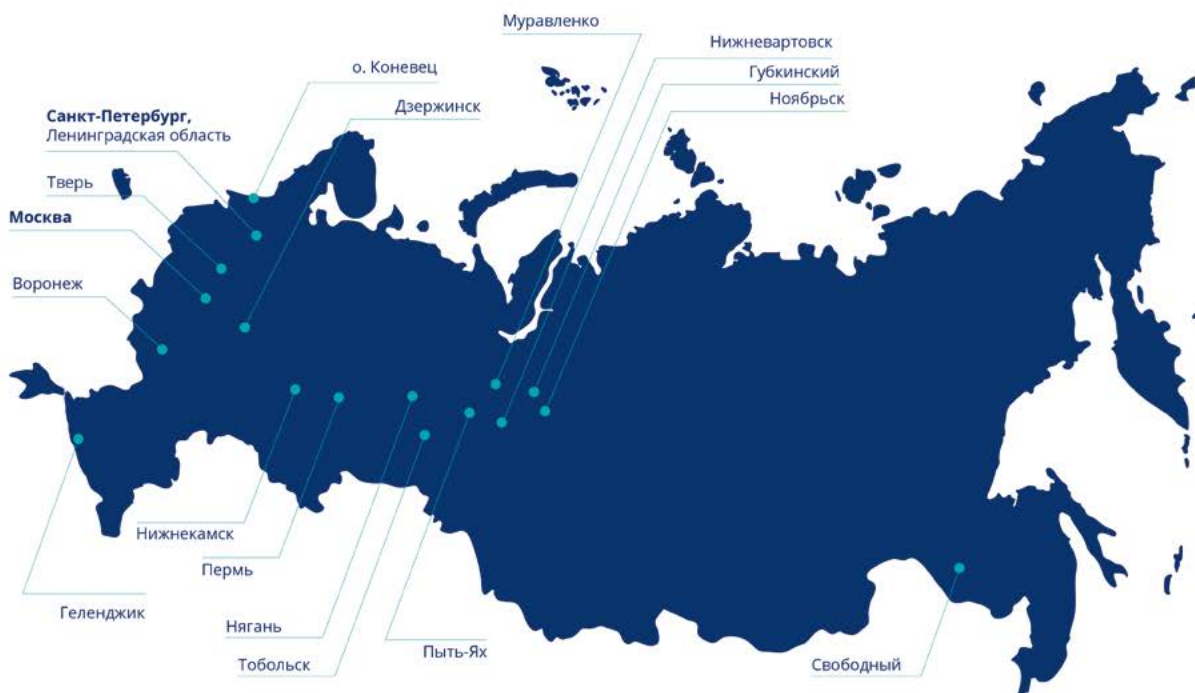 Муравленко
Нижневартовск
о. Коневец
Губкинский
Дзержинск
Ноябрьск
Санкт-Петербург,
Ленинградская область
Тверь
Москва
Воронеж
Нижнекамск
Пермь
Геленджик
Нягань
Пыть-Ях
Тобольск
Свободный